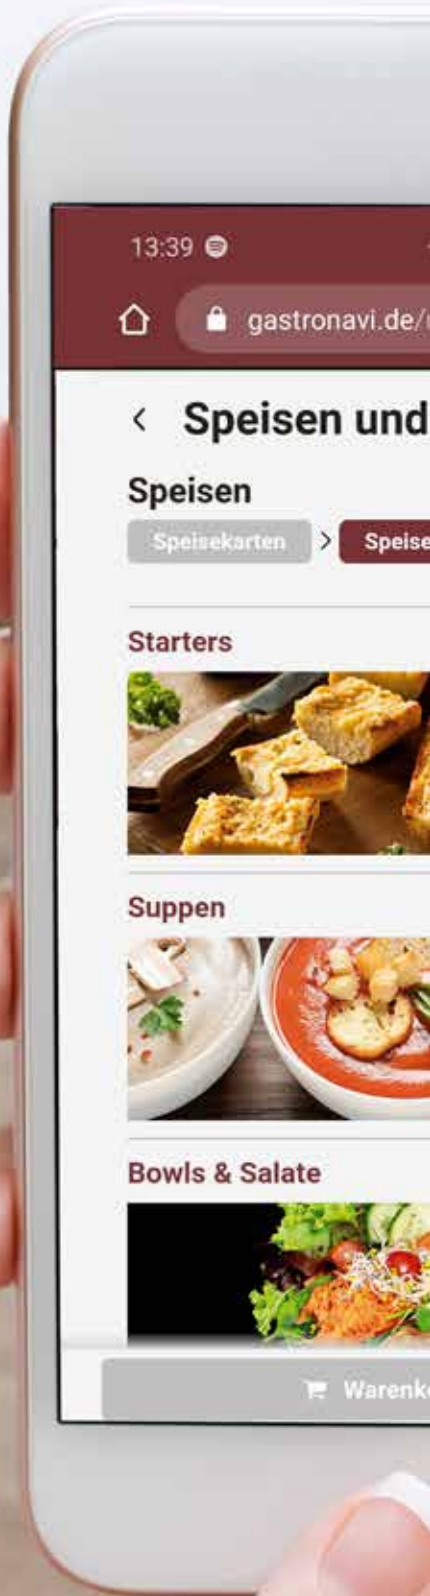 13:39
gastronavi.de/
Speisen und
Speisen
Speisekarten > Speise
Starters
Suppen
Bowls & Salate
Warenk